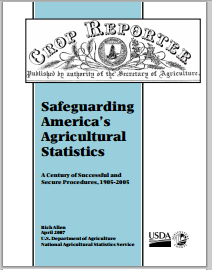 CROP REPORTER
Published by authority of the Secretary of Agriculture.
Safeguarding
America's
Agricultural
Statistics
A Century of Successful and
Secure Procedures, 1905-2005
Rich Allen
April 2007
U.S. Department of Agriculture
National Agricultural Statistics Service
USDA